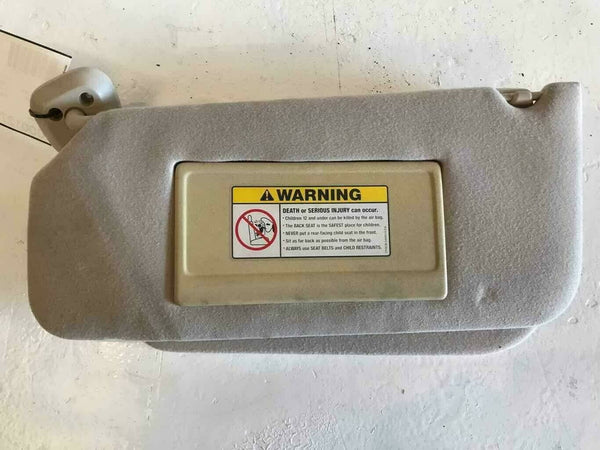 WARNING
DEATH or SERIOUS INJURY can occur.
• Children 12 and under can be killed by the air bag.
• The BACK SEAT is the SAFEST place for children.
• NEVER put a rear-facing child seat in the front.
• Sit as far back as possible from the air bag.
• ALWAYS use SEAT BELTS and CHILD RESTRAINTS.